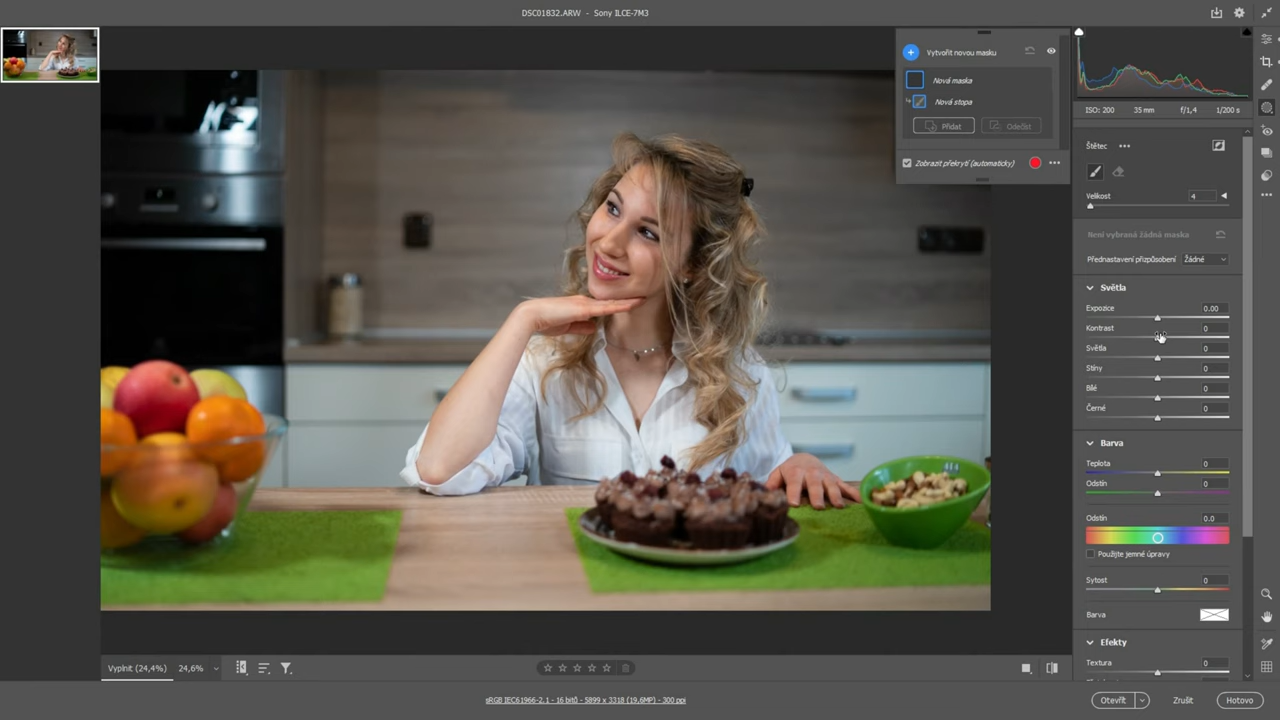 DSC01832.ARW - Sony ILCE-7M3
Vytvořit novou masku
Nová maska
Nová stopa
Přidat
Odečíst
Zobrazit překrytí (automaticky)
ISO: 200 35 mm f/1,4 1/200 s
Štětec
Velikost 4
Není vybraná žádná maska
Přednastavení přizpůsobení Žádné
Světla
Expozice 0.00
Kontrast 0
Světla 0
Stíny 0
Bílé 0
Černé 0
Barva
Teplota 0
Odstín 0
Odstín 0.0
Použijte jemné úpravy
Sytost 0
Barva
Efekty
Textura 0
Vyplnit (24,4%) 24,6%
sRGB IEC61966-2.1 - 16 bitů - 5899 x 3318 (19,6MP) - 300 ppi
Otevřít
Zrušit
Hotovo